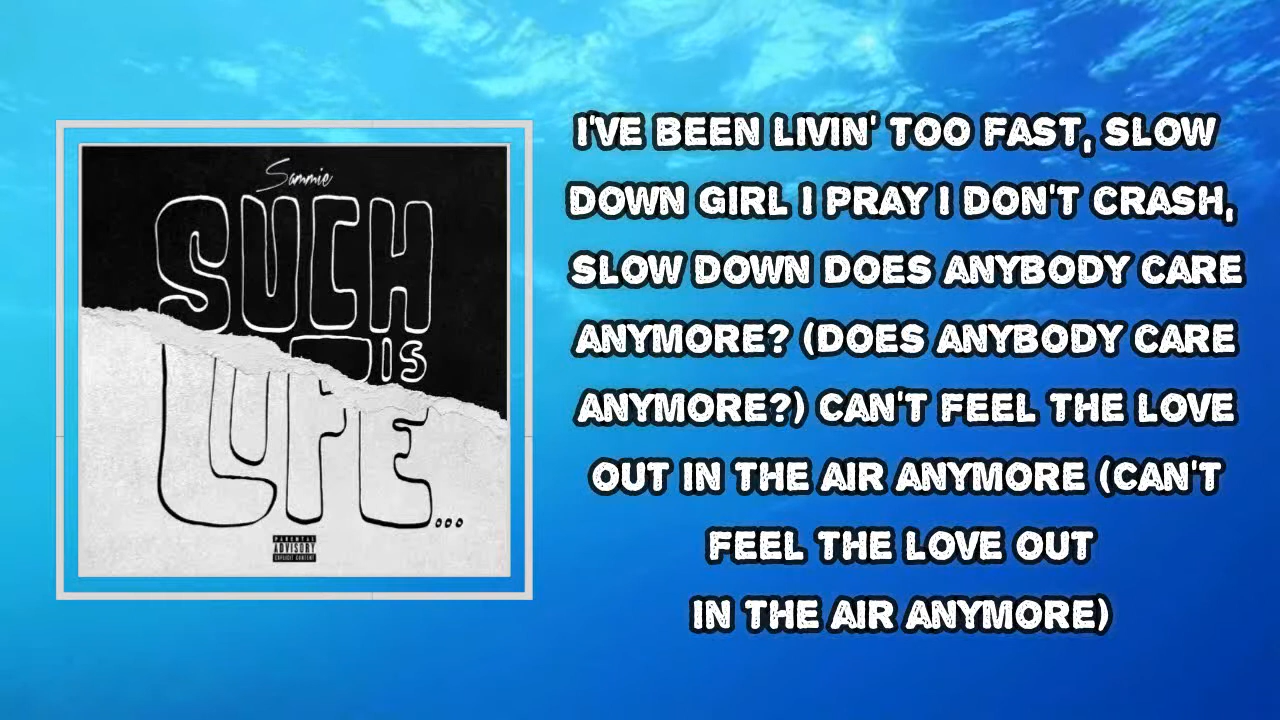 Sammie
SUCH
IS
LIFE...
PARENTAL
ADVISORY
EXPLICIT CONTENT
I'VE BEEN LIVIN' TOO FAST, SLOW
DOWN GIRL I PRAY I DON'T CRASH,
SLOW DOWN DOES ANYBODY CARE
ANYMORE? (DOES ANYBODY CARE
ANYMORE?) CAN'T FEEL THE LOVE
OUT IN THE AIR ANYMORE (CAN'T
FEEL THE LOVE OUT
IN THE AIR ANYMORE)